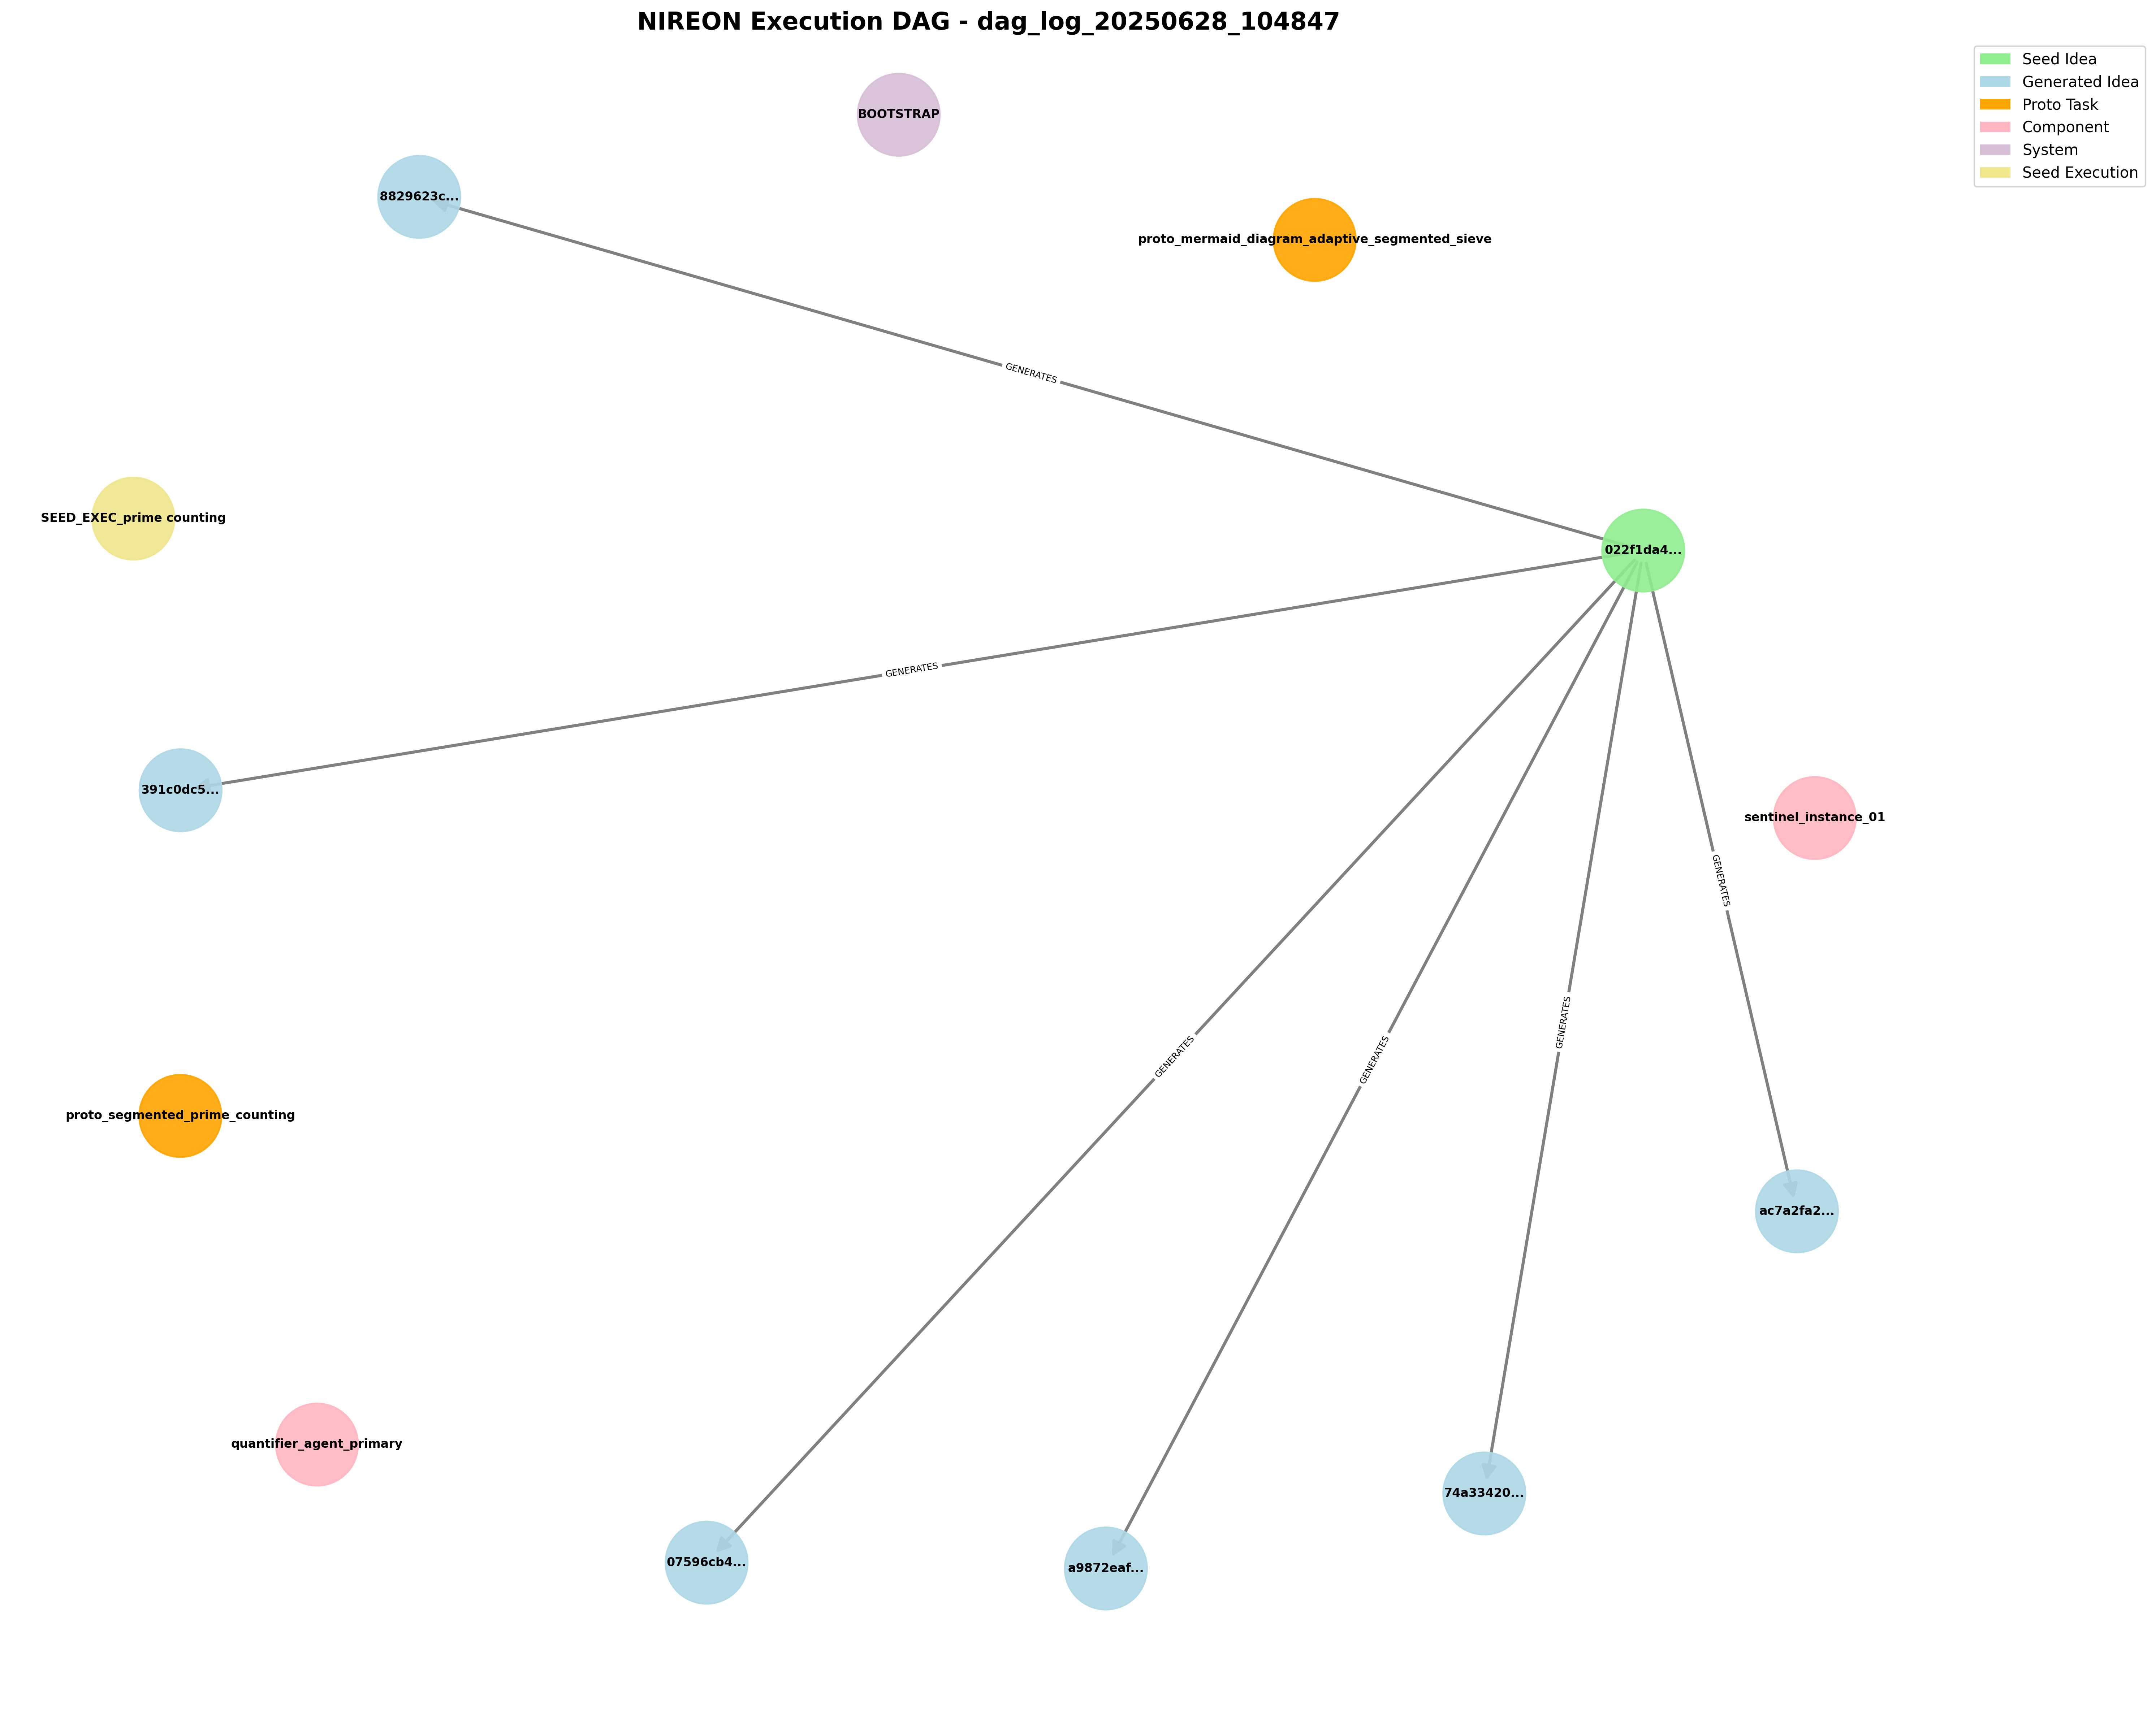 NIREON Execution DAG - dag_log_20250628_104847
Seed Idea
Generated Idea
Proto Task
Component
System
Seed Execution
BOOTSTRAP
8829623c...
proto_mermaid_diagram_adaptive_segmented_sieve
GENERATES
SEED_EXEC_prime counting
022f1da4...
GENERATES
391c0dc5...
sentinel_instance_01
GENERATES
GENERATES
GENERATES
GENERATES
proto_segmented_prime_counting
ac7a2fa2...
quantifier_agent_primary
74a33420...
07596cb4...
a9872eaf...